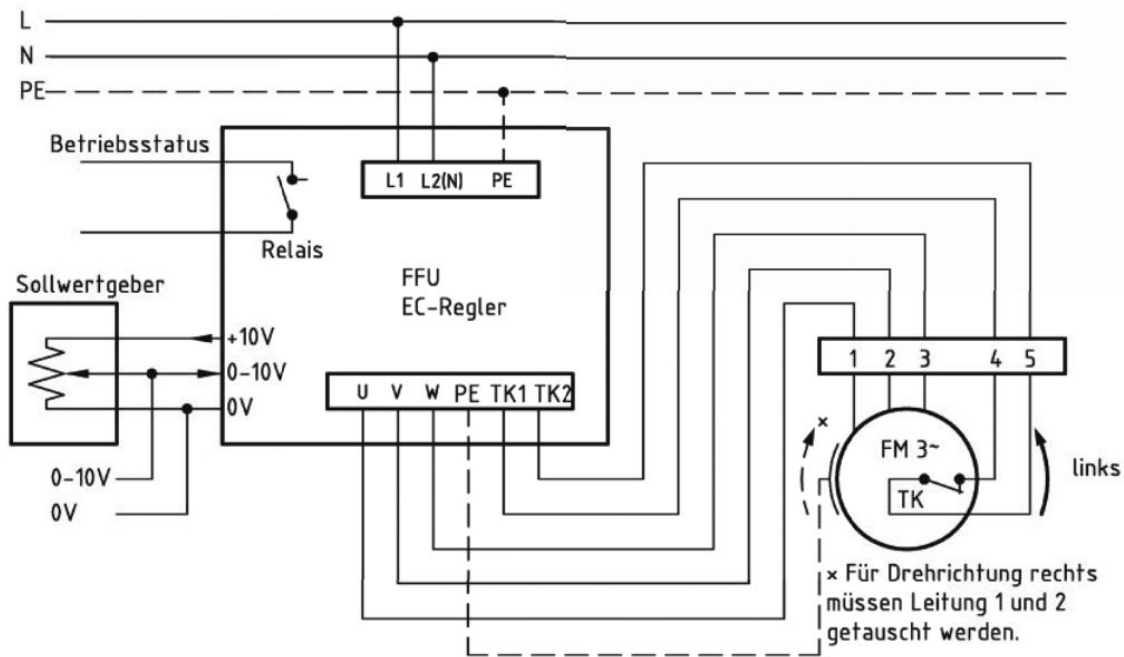 L
N
PE
Betriebsstatus
L1 L2(N) PE
Relais
Sollwertgeber
FFU
EC-Regler
+10V
0-10V
0V
U V W PE TK1 TK2
1 2 3 4 5
×
FM 3~
TK
links
0-10V
0V
× Für Drehrichtung rechts
müssen Leitung 1 und 2
getauscht werden.